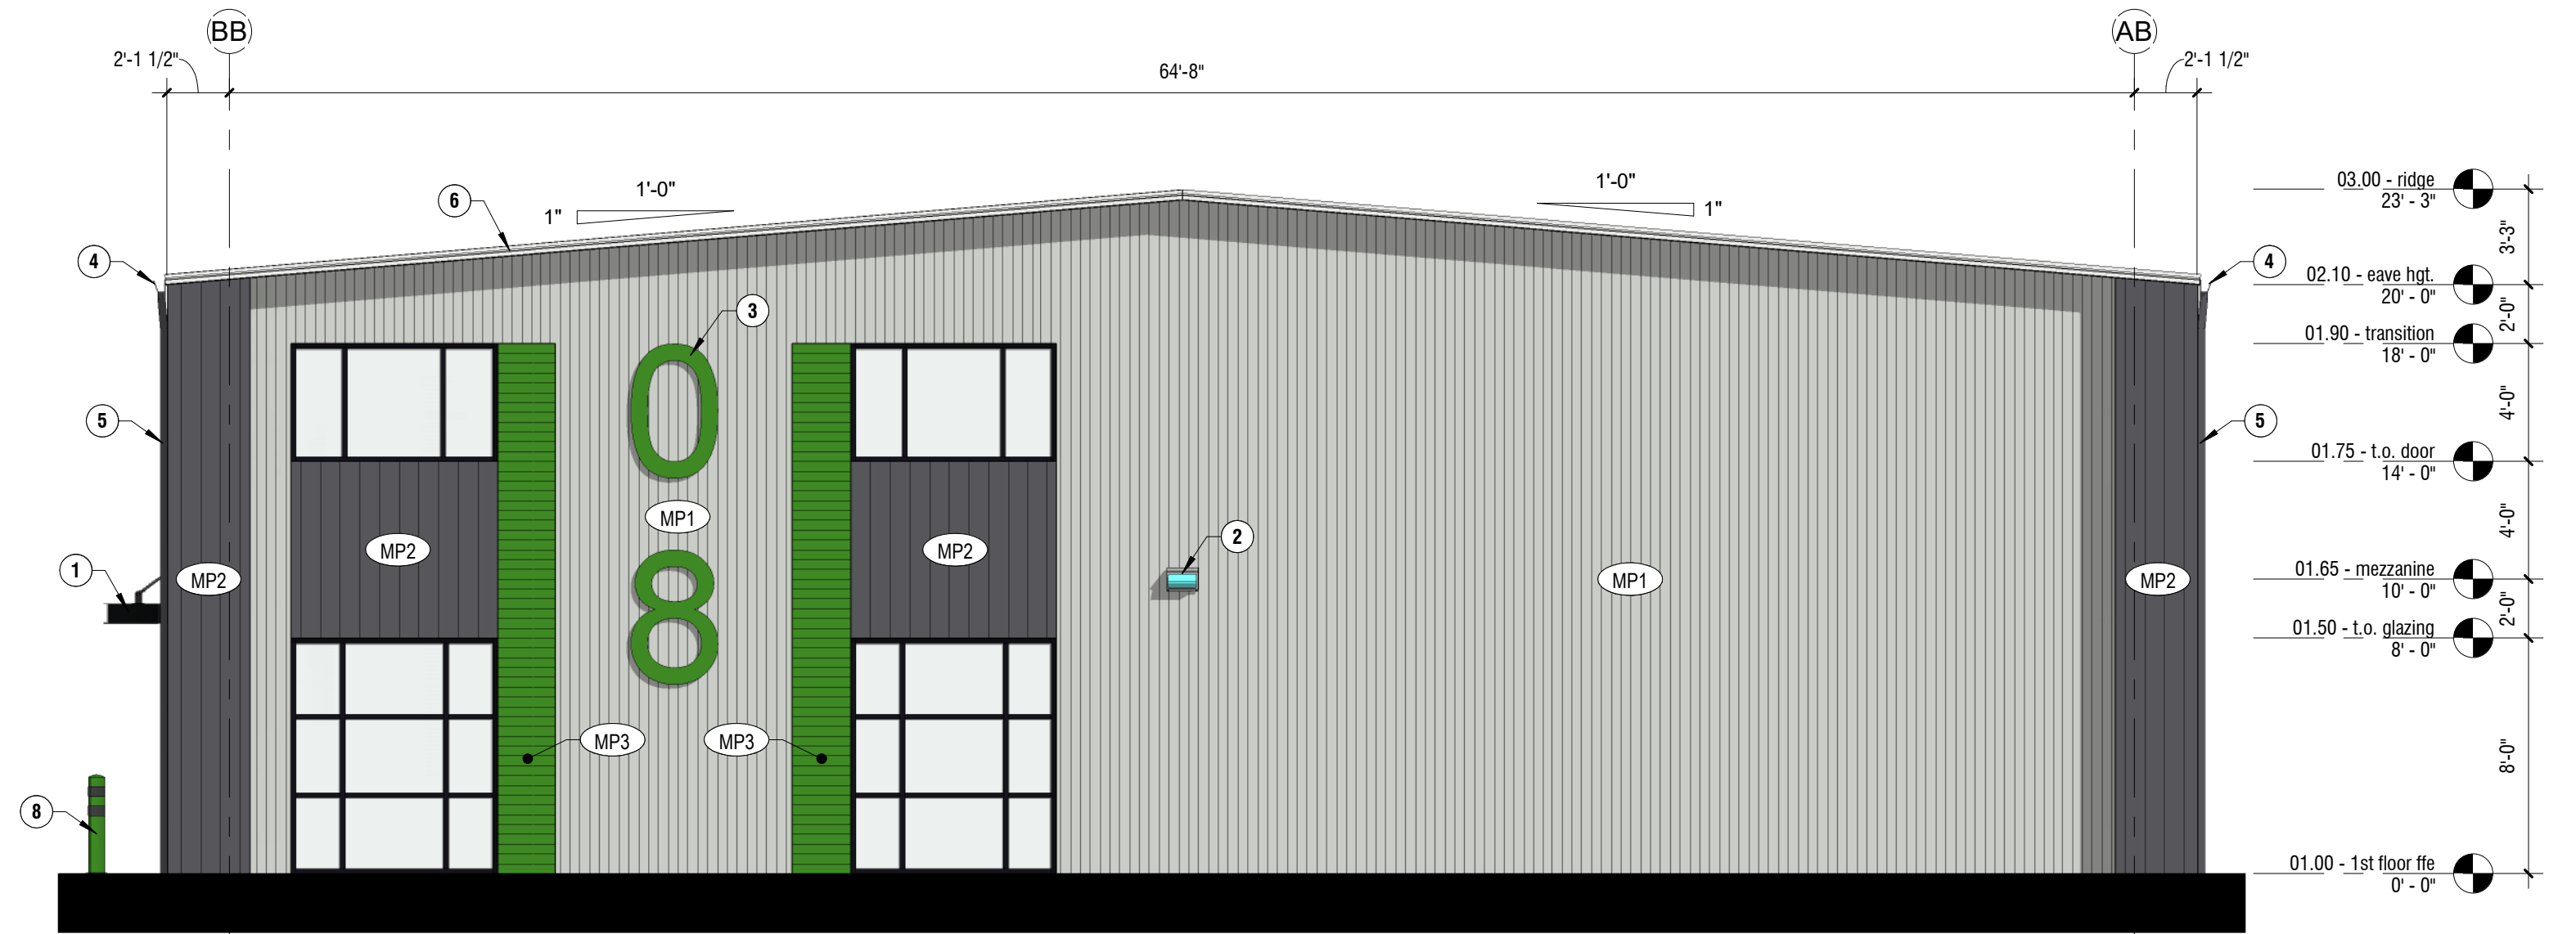 BB
AB
2'-1 1/2"
64'-8"
2'-1 1/2"
1'-0"
1"
1'-0"
1"
6
4
4
3
5
5
2
1
8
0
8
MP1
MP2
MP2
MP2
MP1
MP2
MP3
MP3
03.00 - ridge
23' - 3"
3'-3"
02.10 - eave hgt.
20' - 0"
2'-0"
01.90 - transition
18' - 0"
4'-0"
01.75 - t.o. door
14' - 0"
4'-0"
01.65 - mezzanine
10' - 0"
2'-0"
01.50 - t.o. glazing
8' - 0"
8'-0"
01.00 - 1st floor ffe
0' - 0"